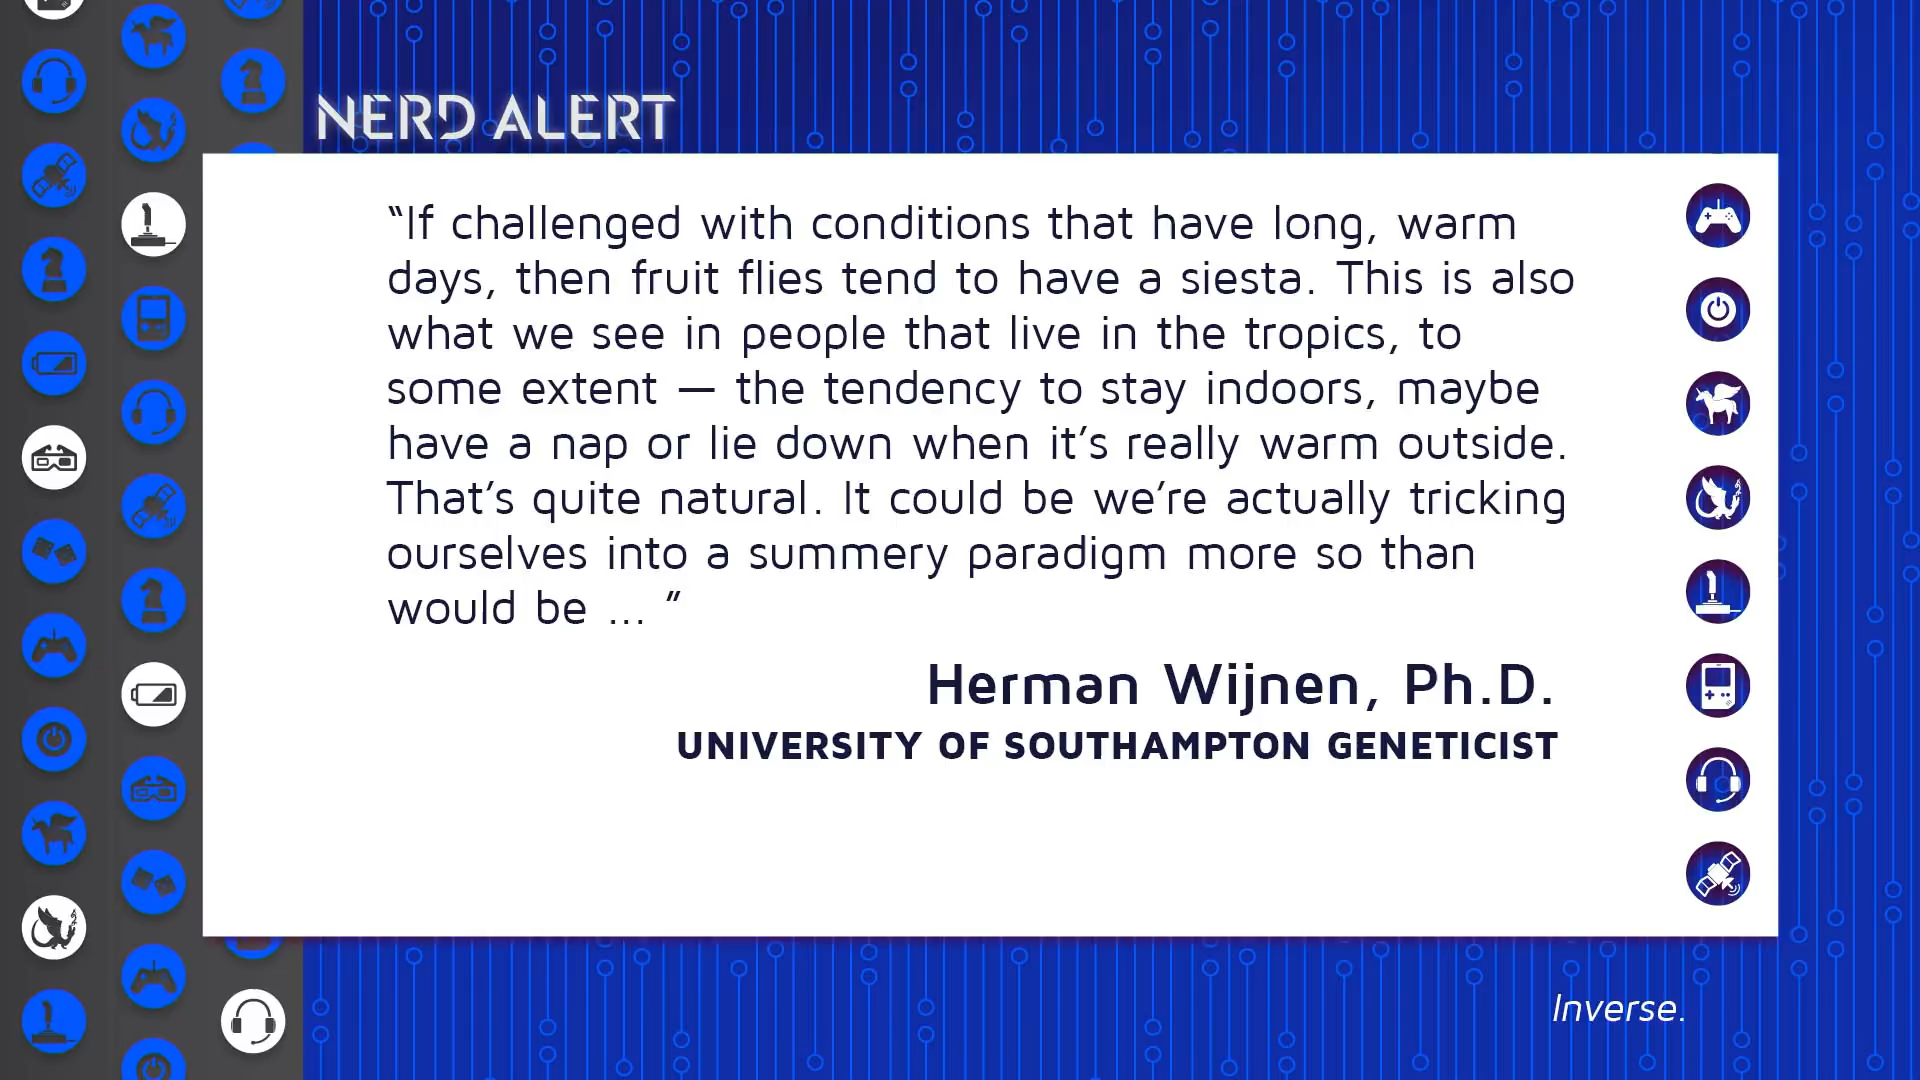 NERD ALERT
“If challenged with conditions that have long, warm
days, then fruit flies tend to have a siesta. This is also
what we see in people that live in the tropics, to
some extent — the tendency to stay indoors, maybe
have a nap or lie down when it’s really warm outside.
That’s quite natural. It could be we’re actually tricking
ourselves into a summery paradigm more so than
would be ... ”
Herman Wijnen, Ph.D.
UNIVERSITY OF SOUTHAMPTON GENETICIST
Inverse.